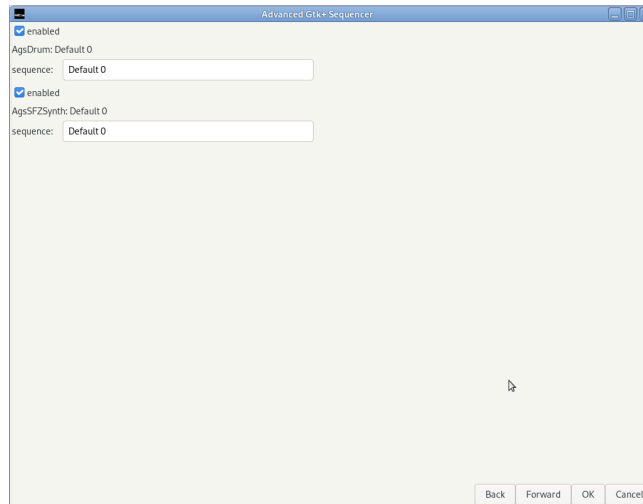 Advanced Gtk+ Sequencer
enabled
AgsDrum: Default 0
sequence: Default 0
enabled
AgsSFZSynth: Default 0
sequence: Default 0
Back Forward OK Cancel